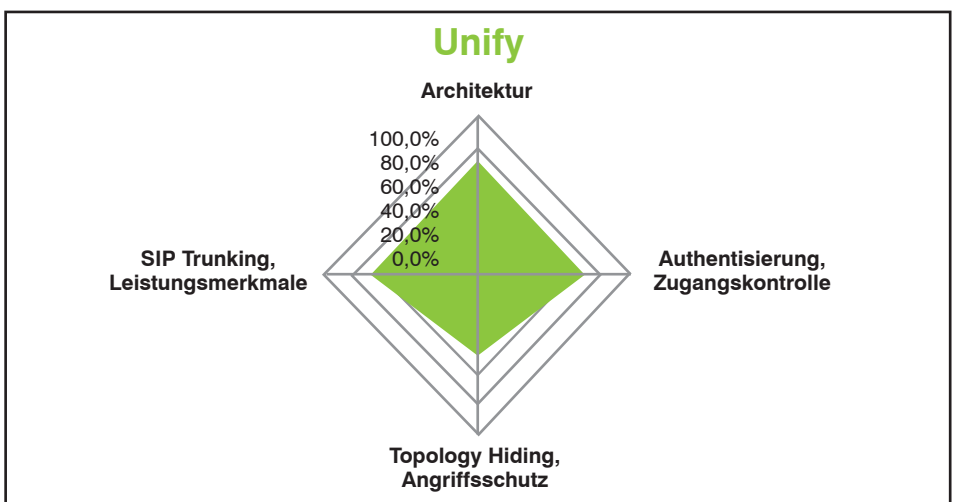 Unify
Architektur
100,0%
80,0%
60,0%
40,0%
20,0%
0,0%
SIP Trunking,
Leistungsmerkmale
Authentisierung,
Zugangskontrolle
Topology Hiding,
Angriffsschutz